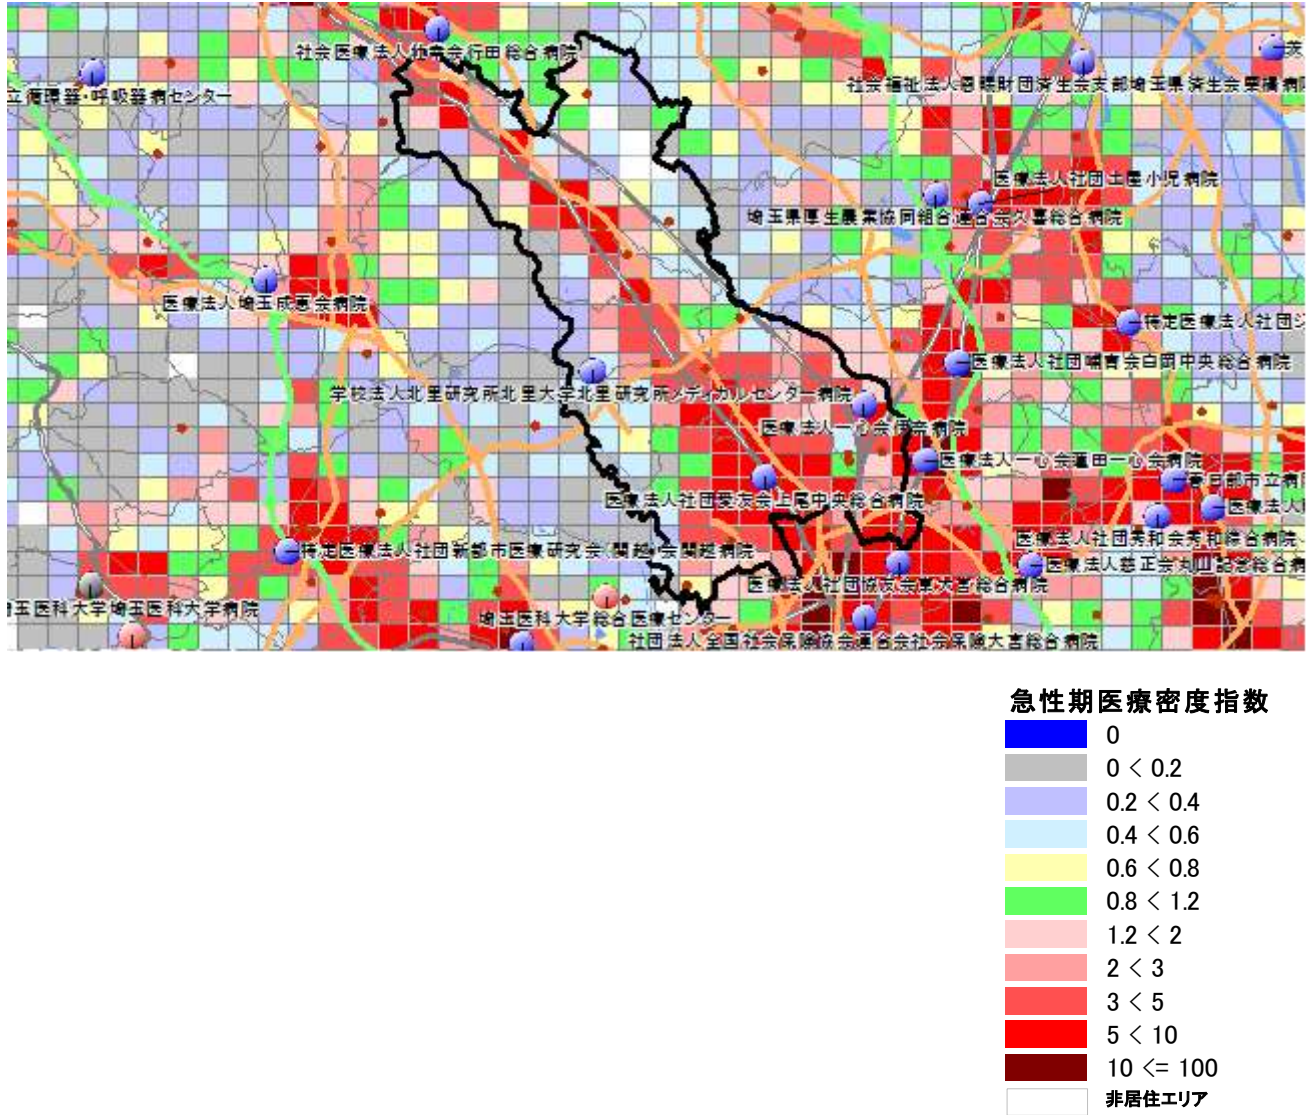 社会医療法人壮幸会行田総合病院
茨
立循環器・呼吸器病センター
社会福祉法人恩賜財団済生会支部埼玉県済生会栗橋病院
医療法人社団土屋小児病院
埼玉県厚生農業協同組合連合会久喜総合病院
医療法人埼玉成恵会病院
特定医療法人社団ジ
医療法人社団哺育会白岡中央総合病院
学校法人北里研究所北里大学北里研究所メディカルセンター病院
医療法人一心会伊奈病院
医療法人一心会蓮田一心会病院
春日部市立病
医療法人社団愛友会上尾中央総合病院
医療法人
医療法人社団秀和会秀和綜合病院
特定医療法人社団新都市医療研究会〔関越〕会関越病院
医療法人慈正会丸山記念総合病
医療法人社団協友会東大宮総合病院
埼玉医科大学埼玉医科大学病院
埼玉医科大学総合医療センター
社団法人全国社会保険協会連合会社会保険大宮総合病院
急性期医療密度指数
0
0 < 0.2
0.2 < 0.4
0.4 < 0.6
0.6 < 0.8
0.8 < 1.2
1.2 < 2
2 < 3
3 < 5
5 < 10
10 <= 100
非居住エリア